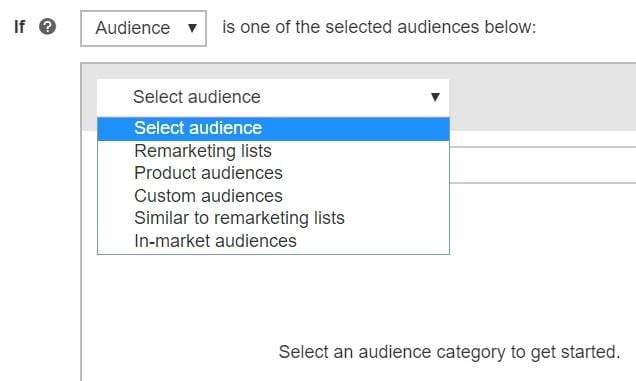 If ? Audience ▼ is one of the selected audiences below:
Select audience ▼
Select audience
Remarketing lists
Product audiences
Custom audiences
Similar to remarketing lists
In-market audiences
Select an audience category to get started.